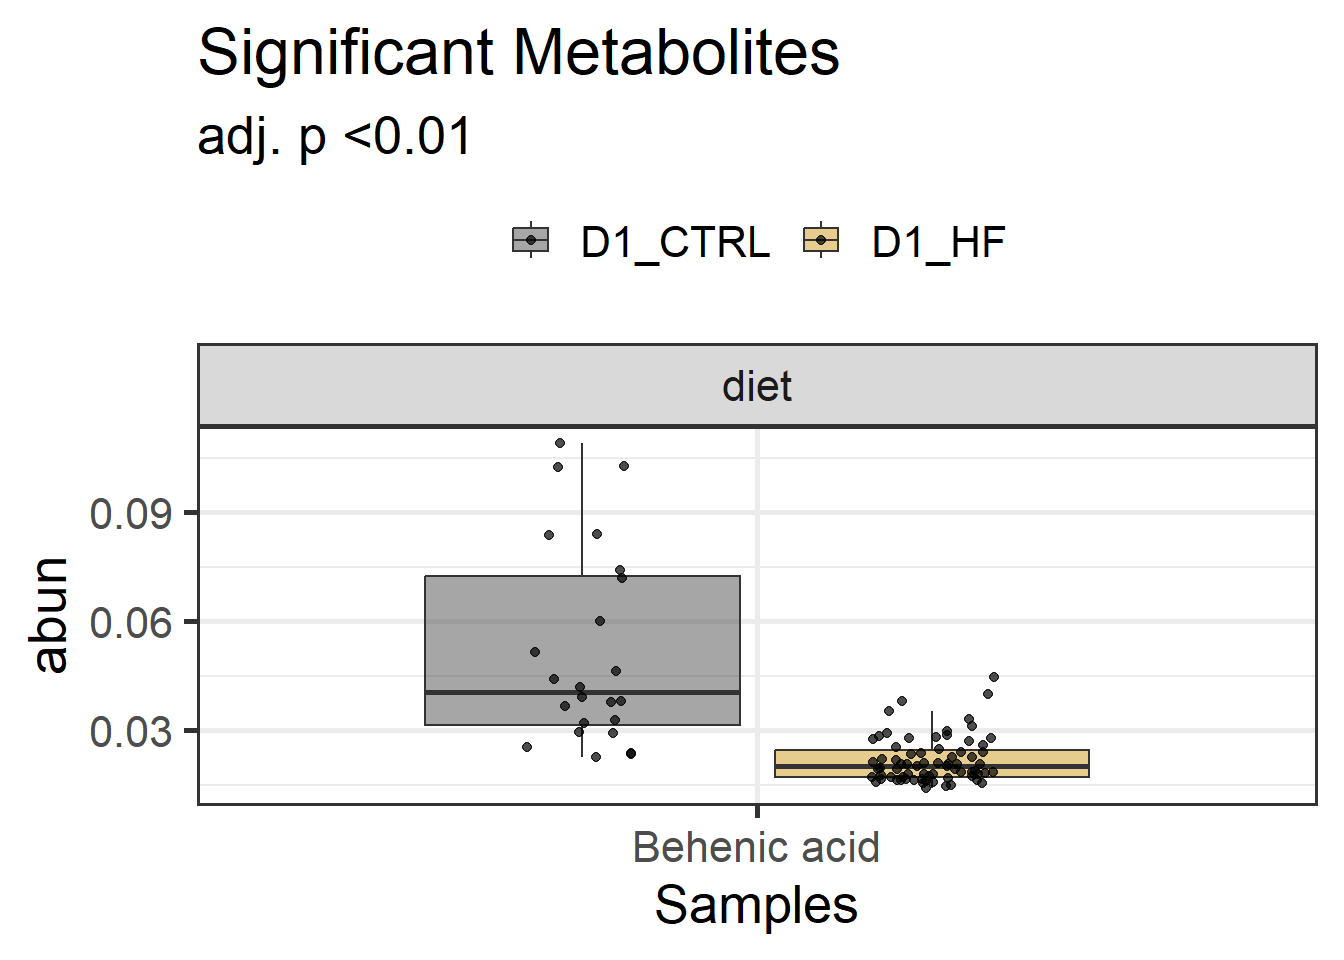 Significant Metabolites
adj. p <0.01
D1_CTRL D1_HF
diet
0.09
0.06
0.03
abun
Behenic acid
Samples